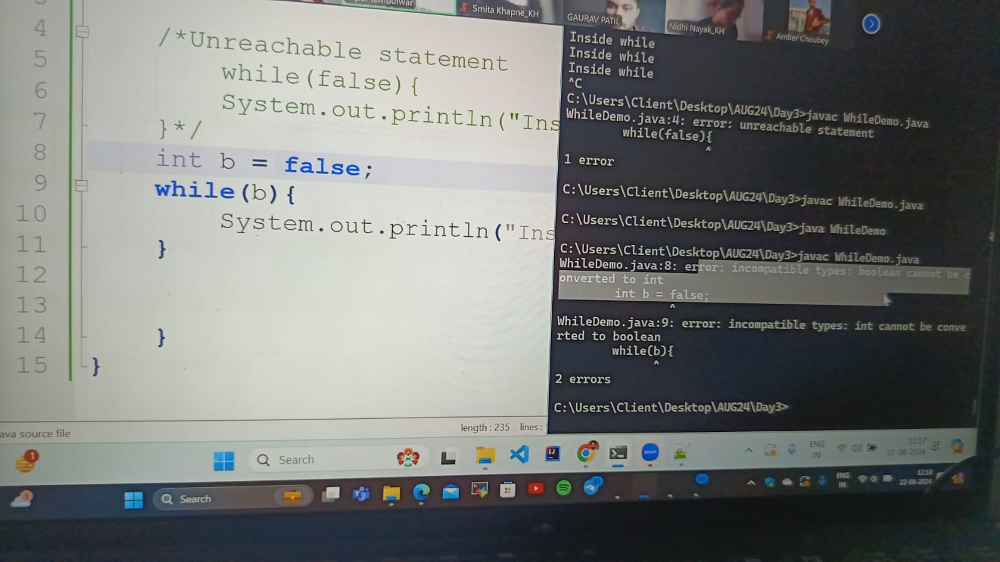 Smita Khapne_KH
GAURAV PATIL
Nidhi Nayak_KH
Amber Choubey
4 /*Unreachable statement
5 while(false){
6 System.out.println("Ins
7 }*/
8 int b = false;
9 while(b){
10 System.out.println("Ins
11 }
12
13
14 }
15 }
ava source file
length : 235 lines :
Inside while
Inside while
Inside while
^C
C:\Users\Client\Desktop\AUG24\Day3>javac WhileDemo.java
WhileDemo.java:4: error: unreachable statement
while(false){
^
1 error
C:\Users\Client\Desktop\AUG24\Day3>javac WhileDemo.java
C:\Users\Client\Desktop\AUG24\Day3>java WhileDemo
C:\Users\Client\Desktop\AUG24\Day3>javac WhileDemo.java
WhileDemo.java:8: error: incompatible types: boolean cannot be c
onverted to int
int b = false;
^
WhileDemo.java:9: error: incompatible types: int cannot be conve
rted to boolean
while(b){
^
2 errors
C:\Users\Client\Desktop\AUG24\Day3>
1
Search
IJ
zoom
ENG
IN
12:17
22-08-2024
1
Search
99
ENG
IN
12:18
22-08-2024